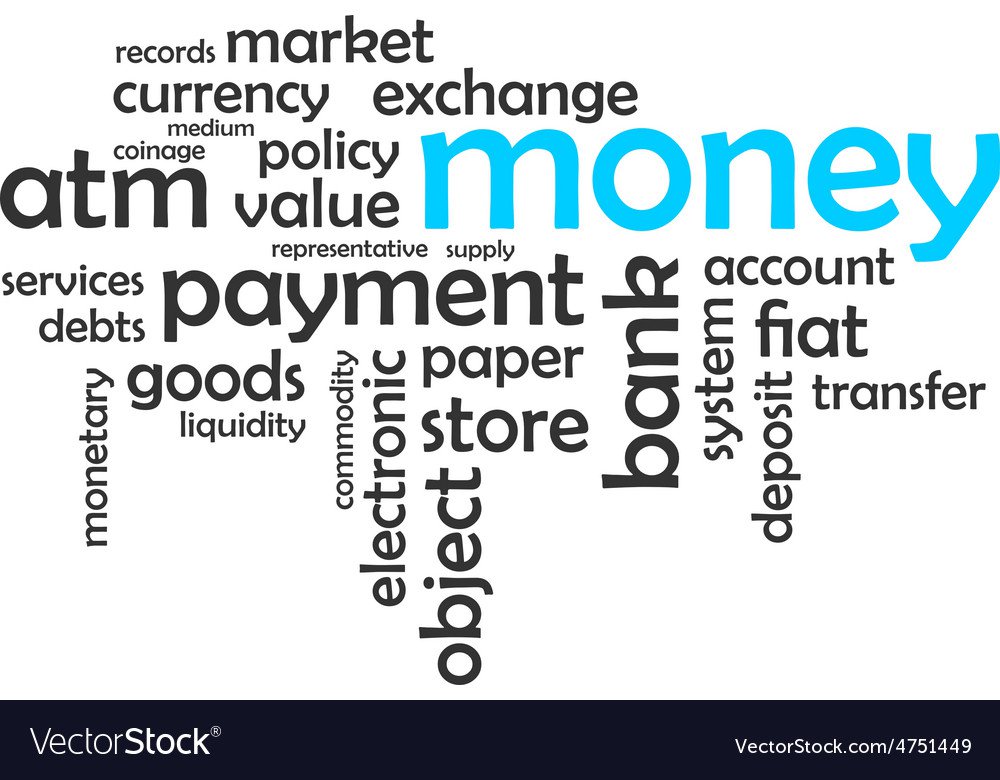 records market
currency exchange
medium
coinage policy money
atm value
representative supply
services payment bank account
debts system fiat
goods paper
monetary commodity electronic deposit transfer
liquidity store
object
VectorStock®
VectorStock.com/4751449